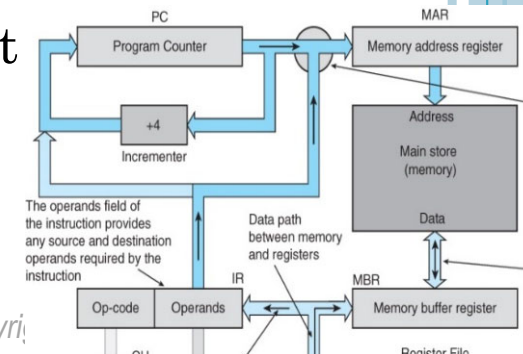 t
PC
MAR
Program Counter
Memory address register
+4
Incrementer
Address
Main store
(memory)
Data
The operands field of
the instruction provides
any source and destination
operands required by the
instruction
Data path
between memory
and registers
IR
MBR
Op-code
Operands
Memory buffer register
Register File